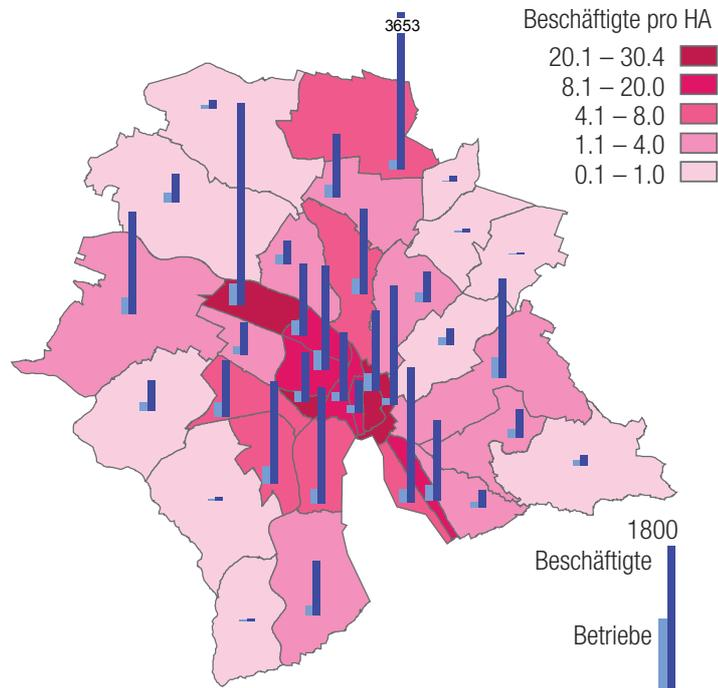 3653
Beschäftigte pro HA
20.1 – 30.4
8.1 – 20.0
4.1 – 8.0
1.1 – 4.0
0.1 – 1.0
1800
Beschäftigte
Betriebe